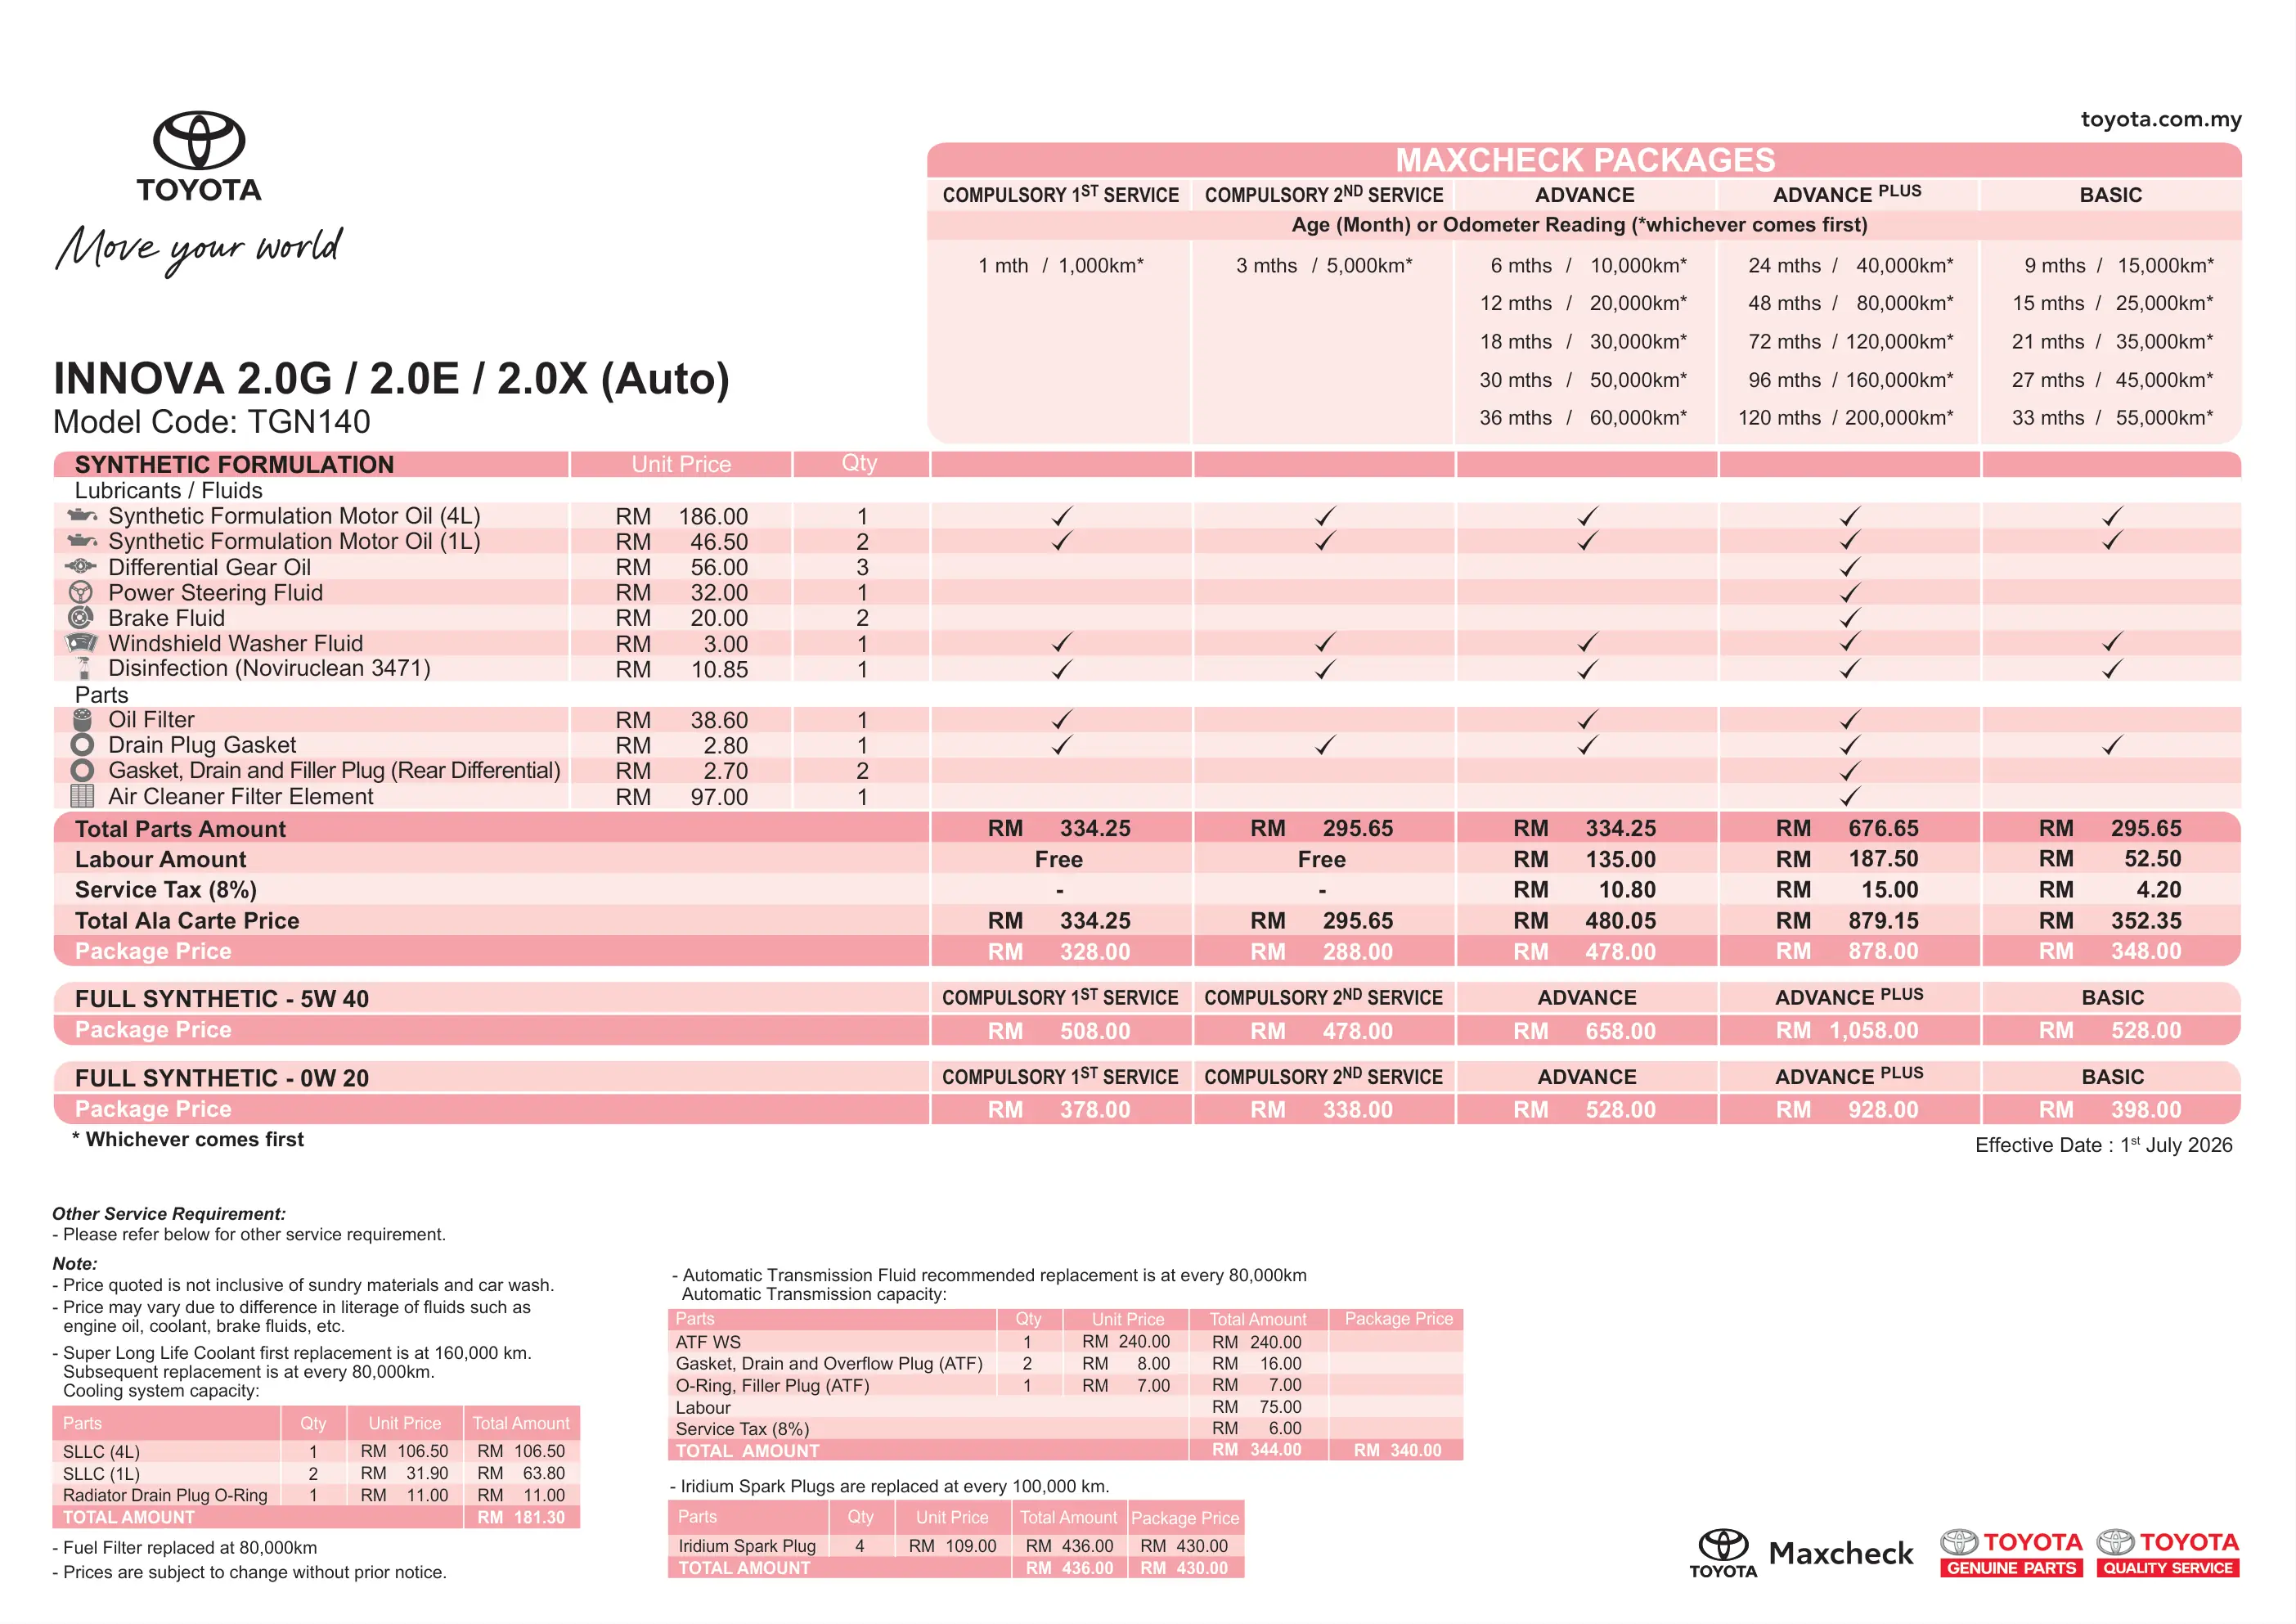 toyota.com.my
TOYOTA
Move your world
INNOVA 2.0G / 2.0E / 2.0X (Auto)
Model Code: TGN140
MAXCHECK PACKAGES
COMPULSORY 1ST SERVICE COMPULSORY 2ND SERVICE ADVANCE ADVANCE PLUS BASIC
Age (Month) or Odometer Reading (*whichever comes first)
1 mth / 1,000km* 3 mths / 5,000km* 6 mths / 10,000km* 24 mths / 40,000km* 9 mths / 15,000km*
12 mths / 20,000km* 48 mths / 80,000km* 15 mths / 25,000km*
18 mths / 30,000km* 72 mths / 120,000km* 21 mths / 35,000km*
30 mths / 50,000km* 96 mths / 160,000km* 27 mths / 45,000km*
36 mths / 60,000km* 120 mths / 200,000km* 33 mths / 55,000km*
SYNTHETIC FORMULATION Unit Price Qty
Lubricants / Fluids
Synthetic Formulation Motor Oil (4L) RM 186.00 1 ✓ ✓ ✓ ✓ ✓
Synthetic Formulation Motor Oil (1L) RM 46.50 2 ✓ ✓ ✓ ✓ ✓
Differential Gear Oil RM 56.00 3 ✓
Power Steering Fluid RM 32.00 1 ✓
Brake Fluid RM 20.00 2 ✓
Windshield Washer Fluid RM 3.00 1 ✓ ✓ ✓ ✓ ✓
Disinfection (Noviruclean 3471) RM 10.85 1 ✓ ✓ ✓ ✓ ✓
Parts
Oil Filter RM 38.60 1 ✓ ✓ ✓
Drain Plug Gasket RM 2.80 1 ✓ ✓ ✓ ✓ ✓
Gasket, Drain and Filler Plug (Rear Differential) RM 2.70 2 ✓
Air Cleaner Filter Element RM 97.00 1 ✓
Total Parts Amount RM 334.25 RM 295.65 RM 334.25 RM 676.65 RM 295.65
Labour Amount Free Free RM 135.00 RM 187.50 RM 52.50
Service Tax (8%) - - RM 10.80 RM 15.00 RM 4.20
Total Ala Carte Price RM 334.25 RM 295.65 RM 480.05 RM 879.15 RM 352.35
Package Price RM 328.00 RM 288.00 RM 478.00 RM 878.00 RM 348.00
FULL SYNTHETIC - 5W 40 COMPULSORY 1ST SERVICE COMPULSORY 2ND SERVICE ADVANCE ADVANCE PLUS BASIC
Package Price RM 508.00 RM 478.00 RM 658.00 RM 1,058.00 RM 528.00
FULL SYNTHETIC - 0W 20 COMPULSORY 1ST SERVICE COMPULSORY 2ND SERVICE ADVANCE ADVANCE PLUS BASIC
Package Price RM 378.00 RM 338.00 RM 528.00 RM 928.00 RM 398.00
* Whichever comes first
Effective Date : 1st July 2026
Other Service Requirement:
- Please refer below for other service requirement.
Note:
- Price quoted is not inclusive of sundry materials and car wash.
- Price may vary due to difference in literage of fluids such as
engine oil, coolant, brake fluids, etc.
- Super Long Life Coolant first replacement is at 160,000 km.
Subsequent replacement is at every 80,000km.
Cooling system capacity:
Parts Qty Unit Price Total Amount
SLLC (4L) 1 RM 106.50 RM 106.50
SLLC (1L) 2 RM 31.90 RM 63.80
Radiator Drain Plug O-Ring 1 RM 11.00 RM 11.00
TOTAL AMOUNT RM 181.30
- Fuel Filter replaced at 80,000km
- Prices are subject to change without prior notice.
- Automatic Transmission Fluid recommended replacement is at every 80,000km
Automatic Transmission capacity:
Parts Qty Unit Price Total Amount Package Price
ATF WS 1 RM 240.00 RM 240.00
Gasket, Drain and Overflow Plug (ATF) 2 RM 8.00 RM 16.00
O-Ring, Filler Plug (ATF) 1 RM 7.00 RM 7.00
Labour RM 75.00
Service Tax (8%) RM 6.00
TOTAL AMOUNT RM 344.00 RM 340.00
- Iridium Spark Plugs are replaced at every 100,000 km.
Parts Qty Unit Price Total Amount Package Price
Iridium Spark Plug 4 RM 109.00 RM 436.00 RM 430.00
TOTAL AMOUNT RM 436.00 RM 430.00
TOYOTA Maxcheck
TOYOTA GENUINE PARTS
TOYOTA QUALITY SERVICE